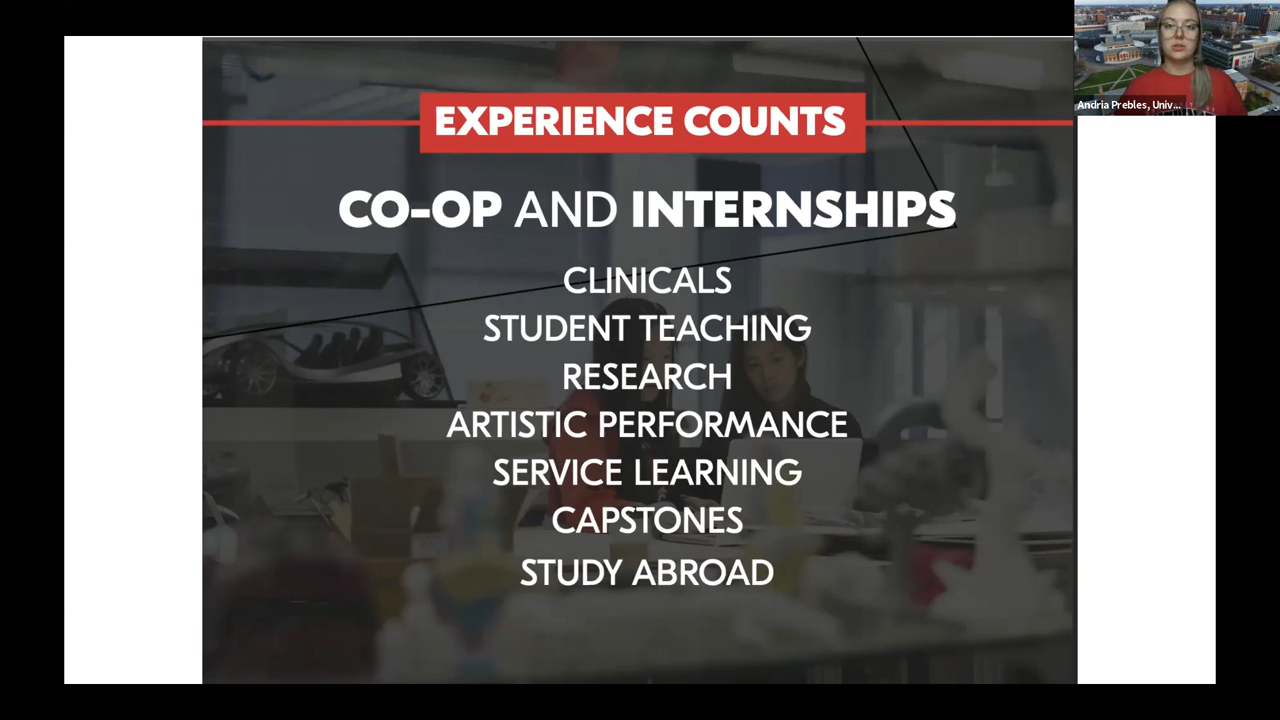 EXPERIENCE COUNTS
CO-OP AND INTERNSHIPS
CLINICALS
STUDENT TEACHING
RESEARCH
ARTISTIC PERFORMANCE
SERVICE LEARNING
CAPSTONES
STUDY ABROAD
Andria Prebles, Univ...